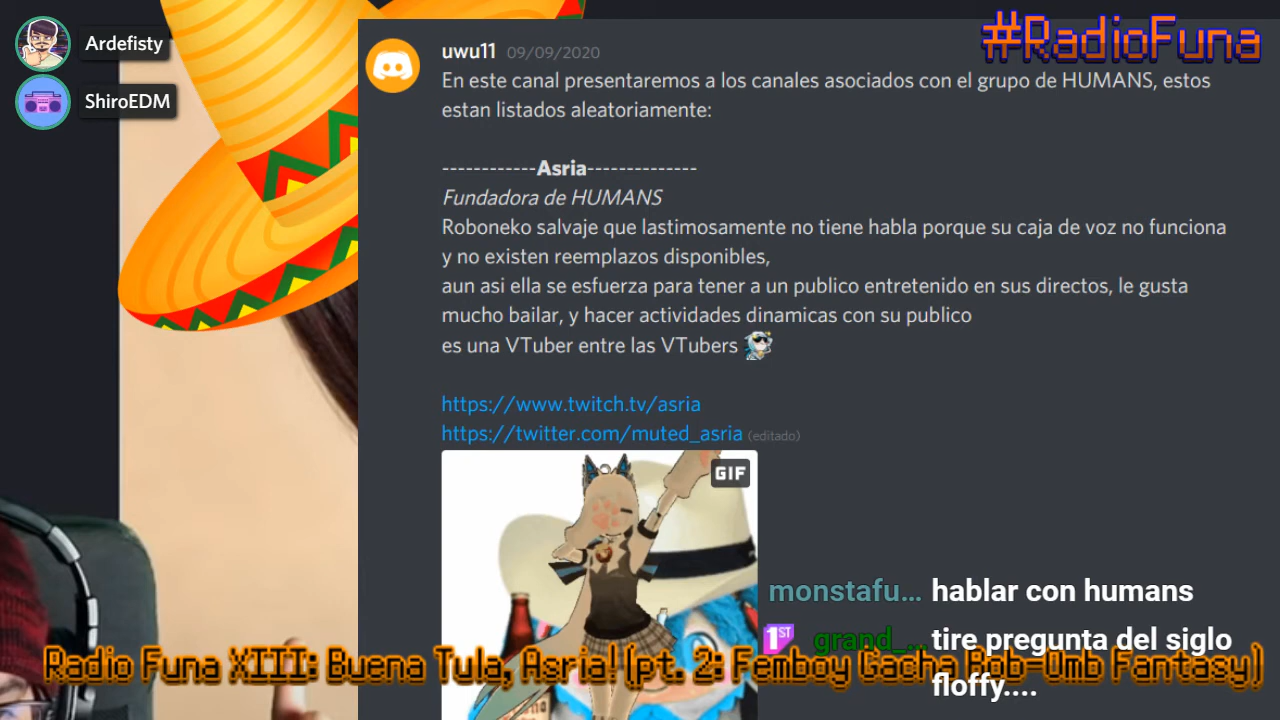 Ardefisty
ShiroEDM
#RadioFuna
uwu11 09/09/2020
En este canal presentaremos a los canales asociados con el grupo de HUMANS, estos
estan listados aleatoriamente:
------------Asria--------------
Fundadora de HUMANS
Roboneko salvaje que lastimosamente no tiene habla porque su caja de voz no funciona
y no existen reemplazos disponibles,
aun asi ella se esfuerza para tener a un publico entretenido en sus directos, le gusta
mucho bailar, y hacer actividades dinamicas con su publico
es una VTuber entre las VTubers
https://www.twitch.tv/asria
https://twitter.com/muted_asria (editado)
GIF
monstafu... hablar con humans
1ST grand_... tire pregunta del siglo
floffy....
Radio Funa XIII: Buena Tula, Asria! (pt. 2: Femboy Gacha Bob-Omb Fantasy)